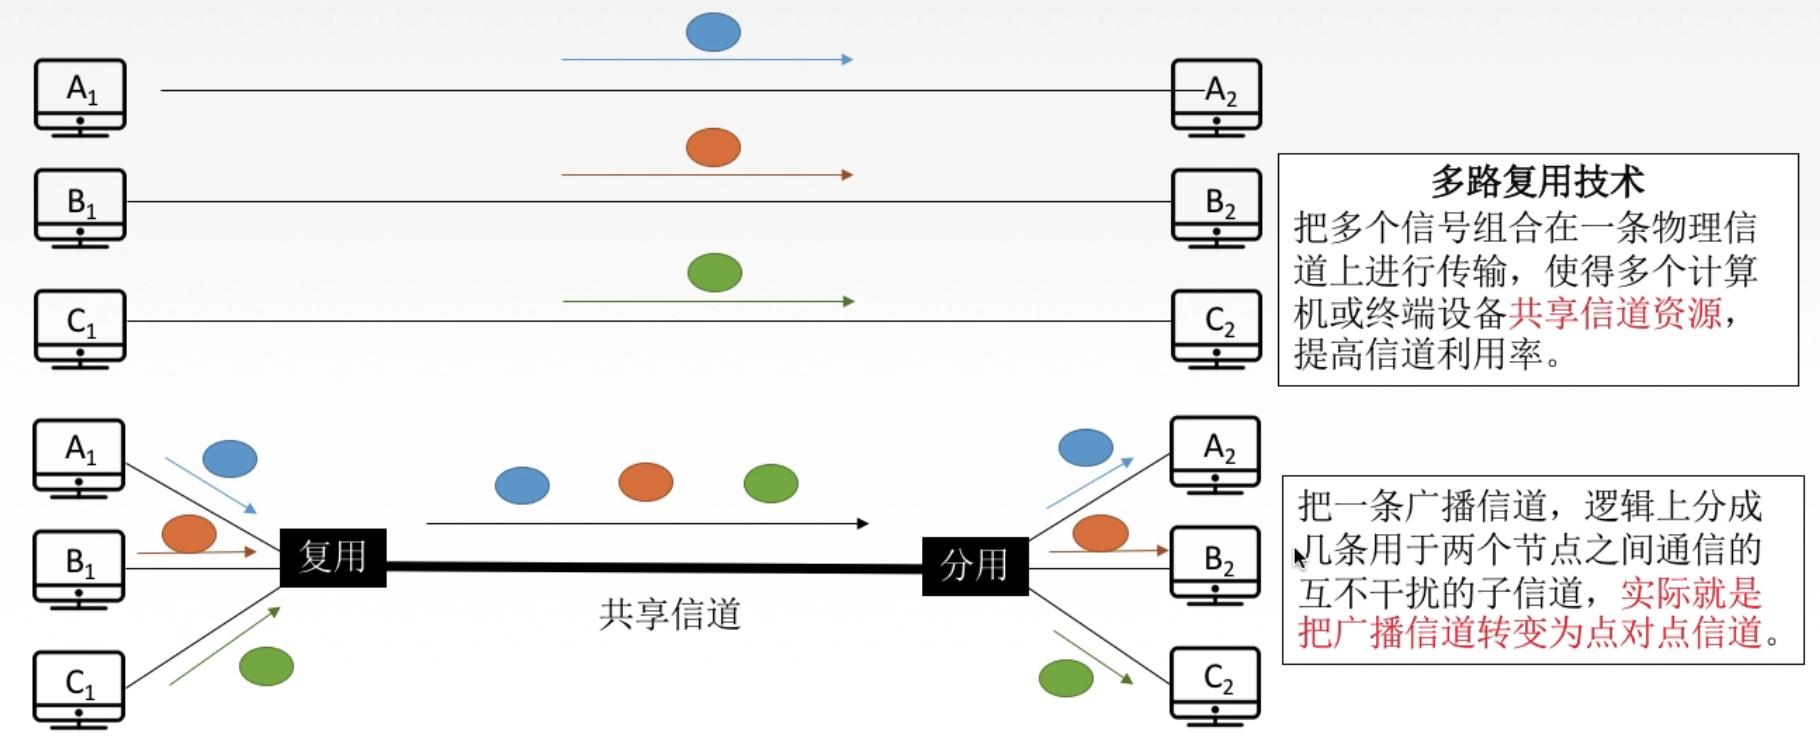 A1
A2
B1
B2
C1
C2
多路复用技术
把多个信号组合在一条物理信
道上进行传输，使得多个计算
机或终端设备共享信道资源，
提高信道利用率。
A1
B1
C1
复用
共享信道
分用
A2
B2
C2
把一条广播信道，逻辑上分成
几条用于两个节点之间通信的
互不干扰的子信道，实际就是
把广播信道转变为点对点信道。